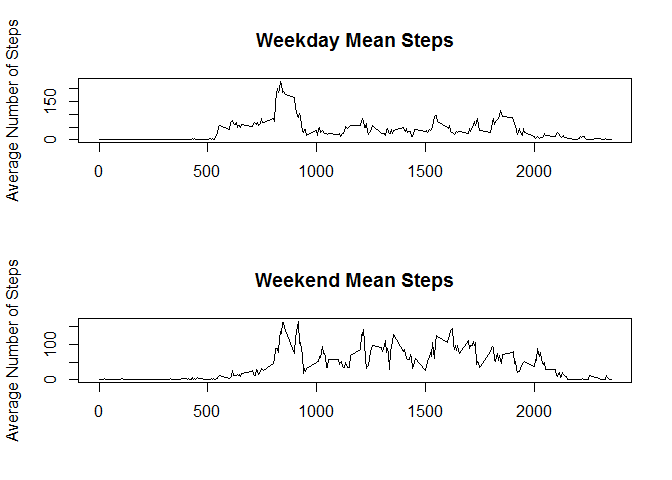 Weekday Mean Steps
Average Number of Steps
150
0
0 500 1000 1500 2000
Weekend Mean Steps
Average Number of Steps
100
0
0 500 1000 1500 2000